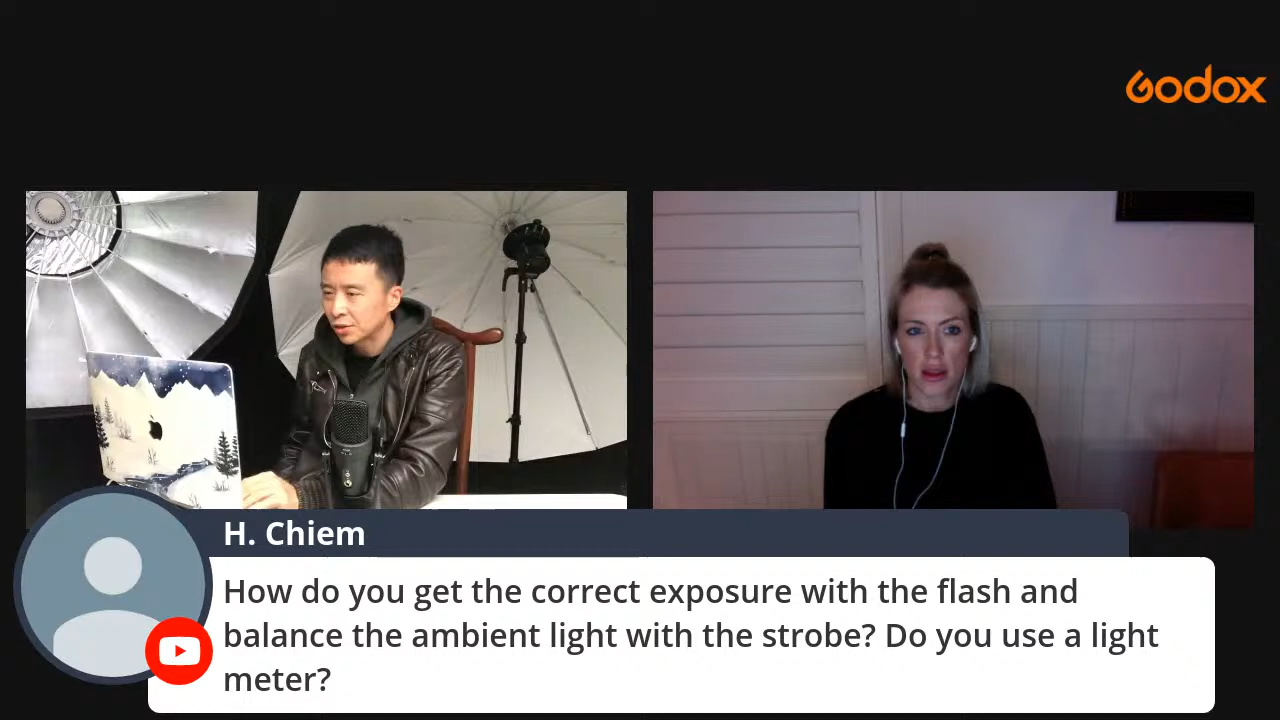 Godox
H. Chiem
How do you get the correct exposure with the flash and
balance the ambient light with the strobe? Do you use a light
meter?